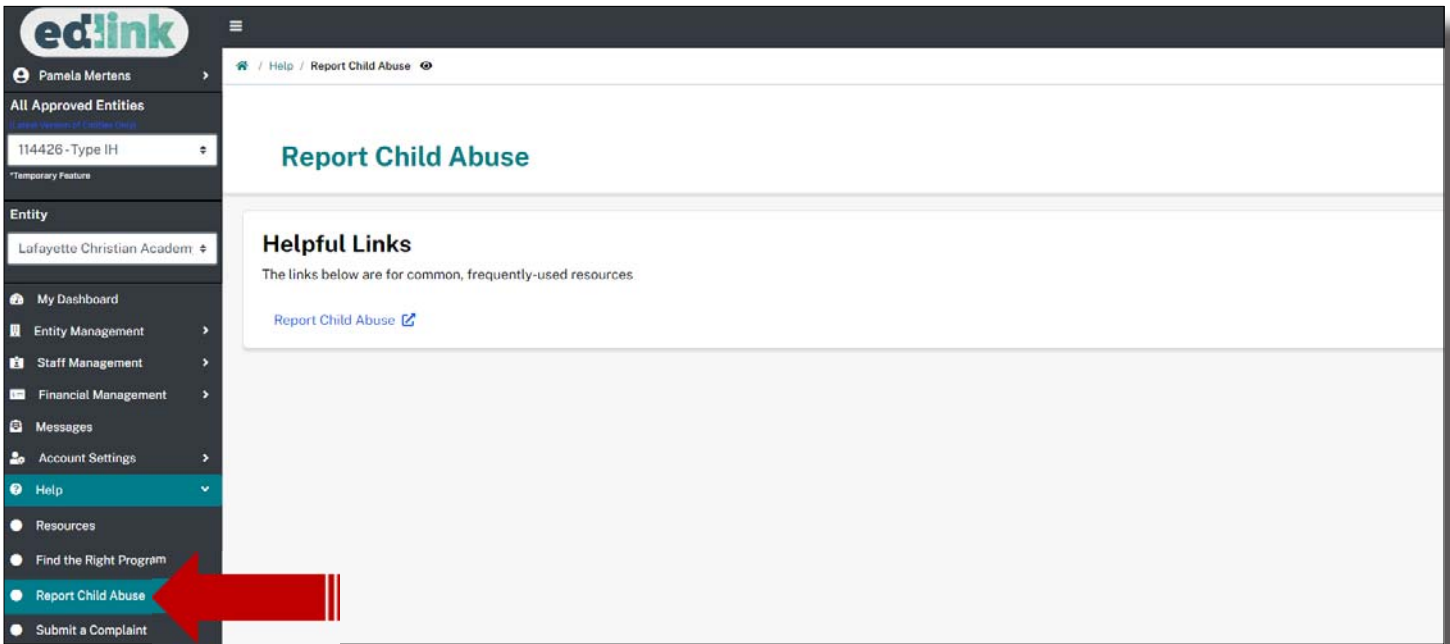 ed:link
Pamela Mertens
All Approved Entities
114426 - Type IH
*Temporary Feature
Entity
Lafayette Christian Academ
My Dashboard
Entity Management
Staff Management
Financial Management
Messages
Account Settings
Help
Resources
Find the Right Program
Report Child Abuse
Submit a Complaint
/ Help / Report Child Abuse
Report Child Abuse
Helpful Links
The links below are for common, frequently-used resources
Report Child Abuse